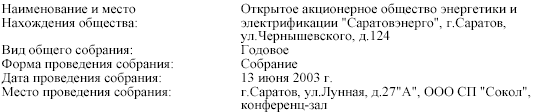 Наименование и место Открытое акционерное общество энергетики и
Нахождения общества: электрификации "Саратовэнерго", г.Саратов,
ул.Чернышевского, д.124
Вид общего собрания: Годовое
Форма проведения собрания: Собрание
Дата проведения собрания: 13 июня 2003 г.
Место проведения собрания: г.Саратов, ул.Лунная, д.27"А", ООО СП "Сокол",
конференц-зал